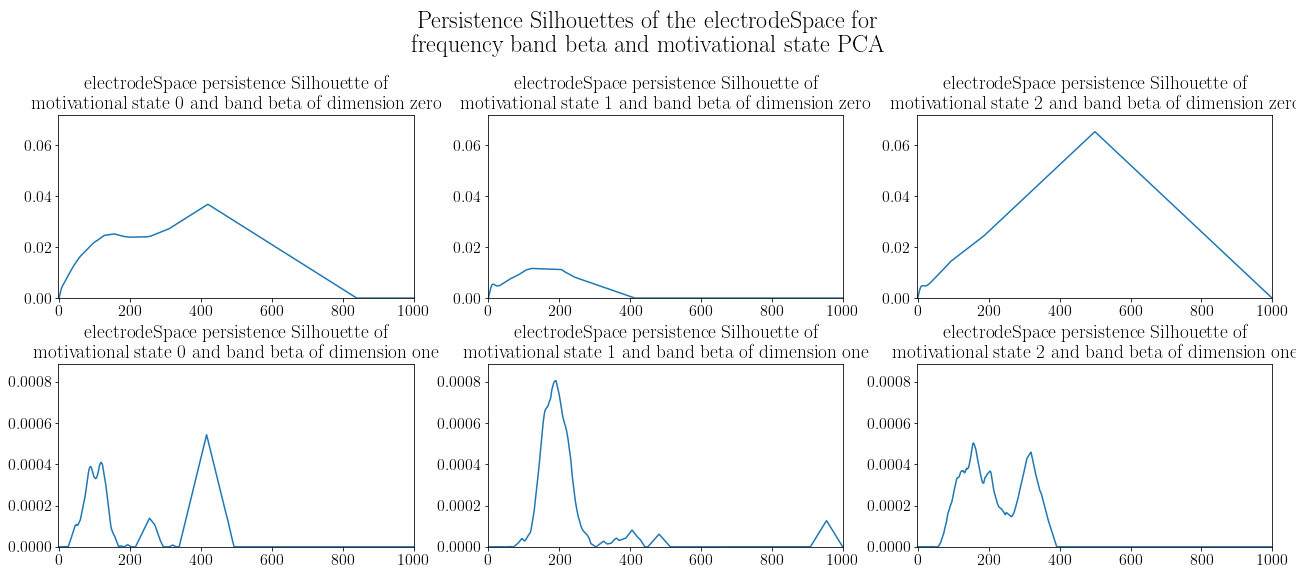 Persistence Silhouettes of the electrodeSpace for
frequency band beta and motivational state PCA
electrodeSpace persistence Silhouette of
motivational state 0 and band beta of dimension zero
0.06
0.04
0.02
0.00
0 200 400 600 800 1000
electrodeSpace persistence Silhouette of
motivational state 1 and band beta of dimension zero
0.06
0.04
0.02
0.00
0 200 400 600 800 1000
electrodeSpace persistence Silhouette of
motivational state 2 and band beta of dimension zero
0.06
0.04
0.02
0.00
0 200 400 600 800 1000
electrodeSpace persistence Silhouette of
motivational state 0 and band beta of dimension one
0.0008
0.0006
0.0004
0.0002
0.0000
0 200 400 600 800 1000
electrodeSpace persistence Silhouette of
motivational state 1 and band beta of dimension one
0.0008
0.0006
0.0004
0.0002
0.0000
0 200 400 600 800 1000
electrodeSpace persistence Silhouette of
motivational state 2 and band beta of dimension one
0.0008
0.0006
0.0004
0.0002
0.0000
0 200 400 600 800 1000